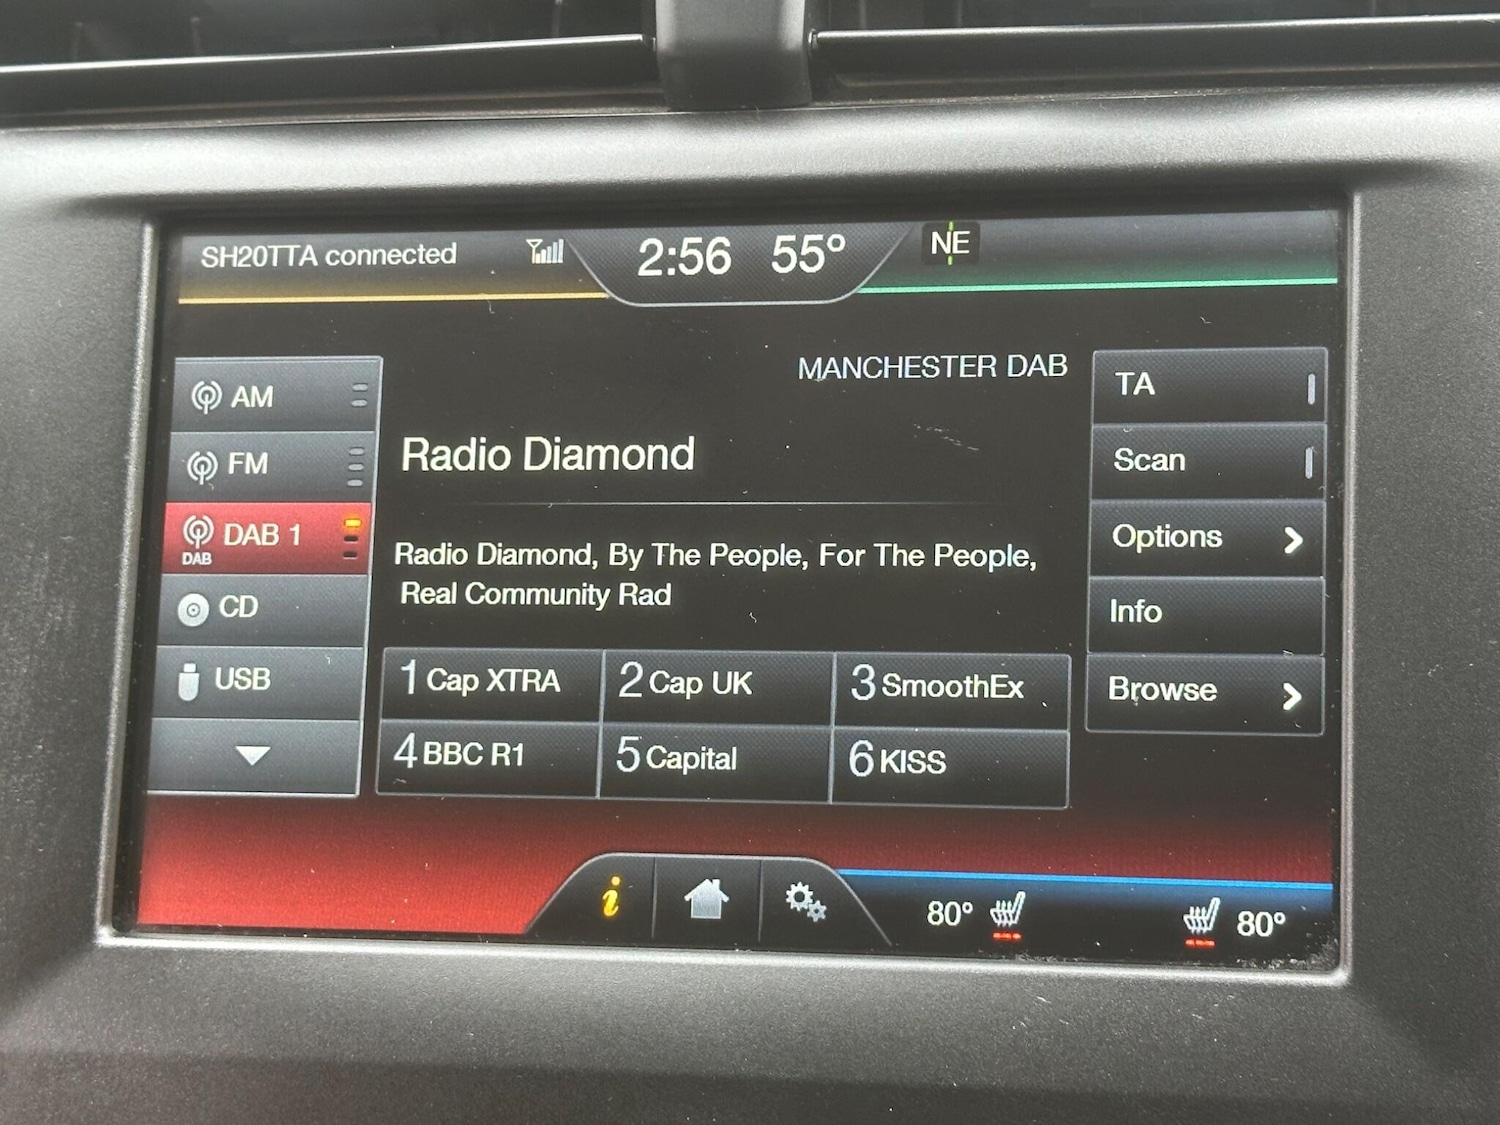 SH20TTA connected
2:56 55° NE
MANCHESTER DAB
AM
FM
DAB 1
DAB
CD
USB
Radio Diamond
Radio Diamond, By The People, For The People,
Real Community Rad
1 Cap XTRA 2 Cap UK 3 SmoothEx
4 BBC R1 5 Capital 6 KISS
TA
Scan
Options
Info
Browse
i
80° 80°